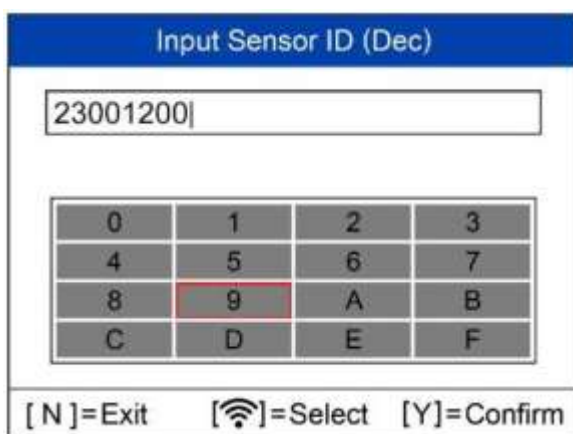 Input Sensor ID (Dec)
23001200
0 1 2 3
4 5 6 7
8 9 A B
C D E F
[ N ]=Exit []=Select [Y]=Confirm